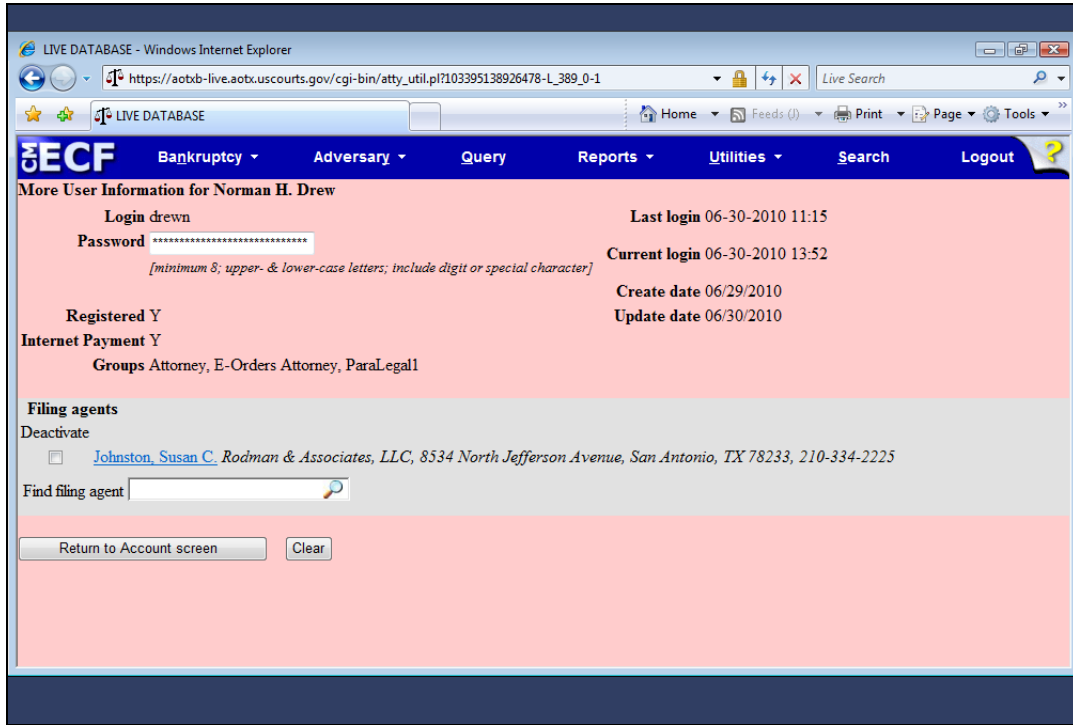 LIVE DATABASE - Windows Internet Explorer
https://aotxb-live.aotx.uscourts.gov/cgi-bin/atty_util.pl?103395138926478-L_389_0-1
Live Search
LIVE DATABASE
Home Feeds (J) Print Page Tools »
CM ECF Bankruptcy Adversary Query Reports Utilities Search Logout ?
More User Information for Norman H. Drew
Login drewn Last login 06-30-2010 11:15
Password ******************************
Current login 06-30-2010 13:52
[minimum 8; upper- & lower-case letters; include digit or special character]
Create date 06/29/2010
Registered Y Update date 06/30/2010
Internet Payment Y
Groups Attorney, E-Orders Attorney, ParaLegal1
Filing agents
Deactivate
Johnston, Susan C. Rodman & Associates, LLC, 8534 North Jefferson Avenue, San Antonio, TX 78233, 210-334-2225
Find filing agent
Return to Account screen Clear